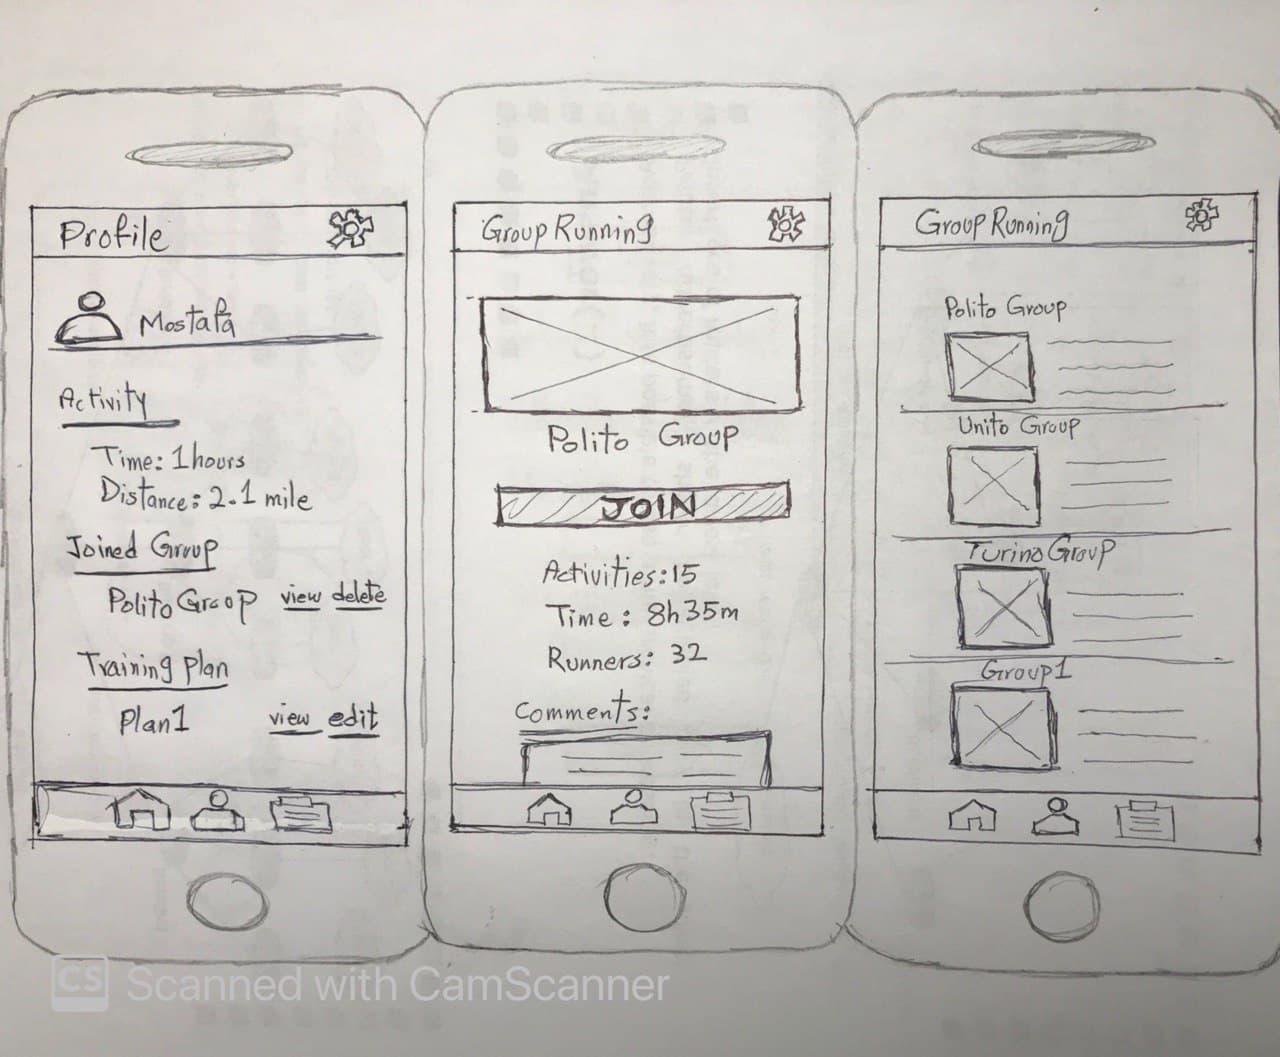 Profile
Mostafa
Activity
Time: 1hours
Distance: 2.1 mile
Joined Group
Polito Group view delete
Training plan
Plan1 view edit
Group Running
Polito Group
JOIN
Activities: 15
Time: 8h 35m
Runners: 32
Comments:
Group Running
Polito Group
Unito Group
Turino Group
Group1
CS Scanned with CamScanner